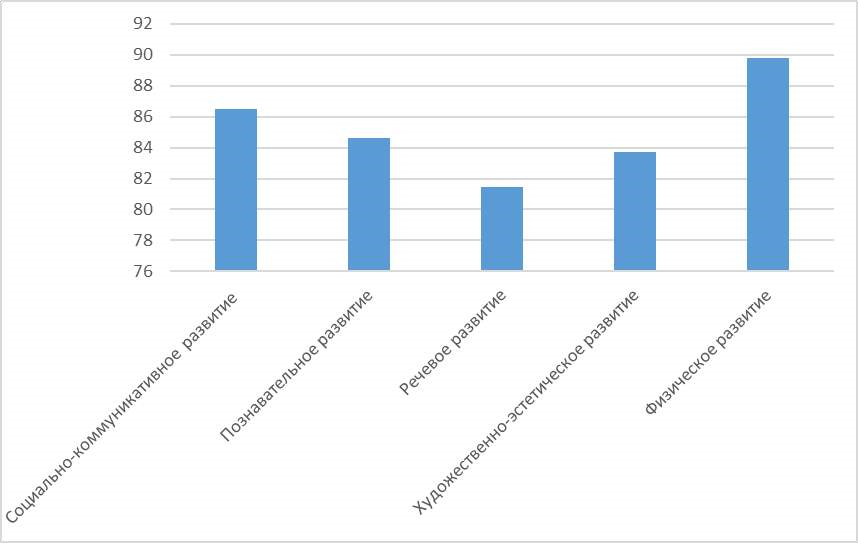 92
90
88
86
84
82
80
78
76
Социально-коммуникативное развитие
Познавательное развитие
Речевое развитие
Художественно-эстетическое развитие
Физическое развитие